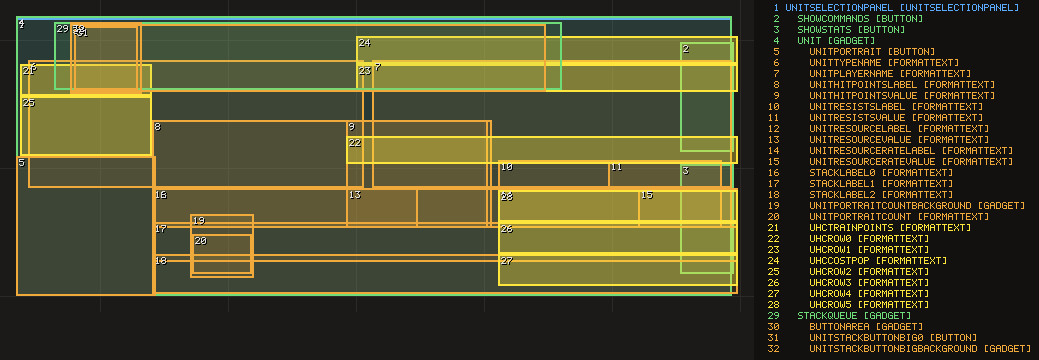 4
29
31
24
2
21
6
23
7
25
8
9
22
5
10
11
3
16
13
28
15
19
17
26
20
18
27
1 UNITSELECTIONPANEL [UNITSELECTIONPANEL]
2 SHOWCOMMANDS [BUTTON]
3 SHOWSTATS [BUTTON]
4 UNIT [GADGET]
5 UNITPORTRAIT [BUTTON]
6 UNITTYPENAME [FORMATTEXT]
7 UNITPLAYERNAME [FORMATTEXT]
8 UNITHITPOINTSLABEL [FORMATTEXT]
9 UNITHITPOINTSVALUE [FORMATTEXT]
10 UNITRESISTSLABEL [FORMATTEXT]
11 UNITRESISTSVALUE [FORMATTEXT]
12 UNITRESOURCELABEL [FORMATTEXT]
13 UNITRESOURCEVALUE [FORMATTEXT]
14 UNITRESOURCERATELABEL [FORMATTEXT]
15 UNITRESOURCERATEVALUE [FORMATTEXT]
16 STACKLABEL0 [FORMATTEXT]
17 STACKLABEL1 [FORMATTEXT]
18 STACKLABEL2 [FORMATTEXT]
19 UNITPORTRAITCOUNTBACKGROUND [GADGET]
20 UNITPORTRAITCOUNT [FORMATTEXT]
21 UHCTRAINPOINTS [FORMATTEXT]
22 UHCROW0 [FORMATTEXT]
23 UHCROW1 [FORMATTEXT]
24 UHCCOSTPOP [FORMATTEXT]
25 UHCROW2 [FORMATTEXT]
26 UHCROW3 [FORMATTEXT]
27 UHCROW4 [FORMATTEXT]
28 UHCROW5 [FORMATTEXT]
29 STACKQUEUE [GADGET]
30 BUTTONAREA [GADGET]
31 UNITSTACKBUTTONBIG0 [BUTTON]
32 UNITSTACKBUTTONBIGBACKGROUND [GADGET]